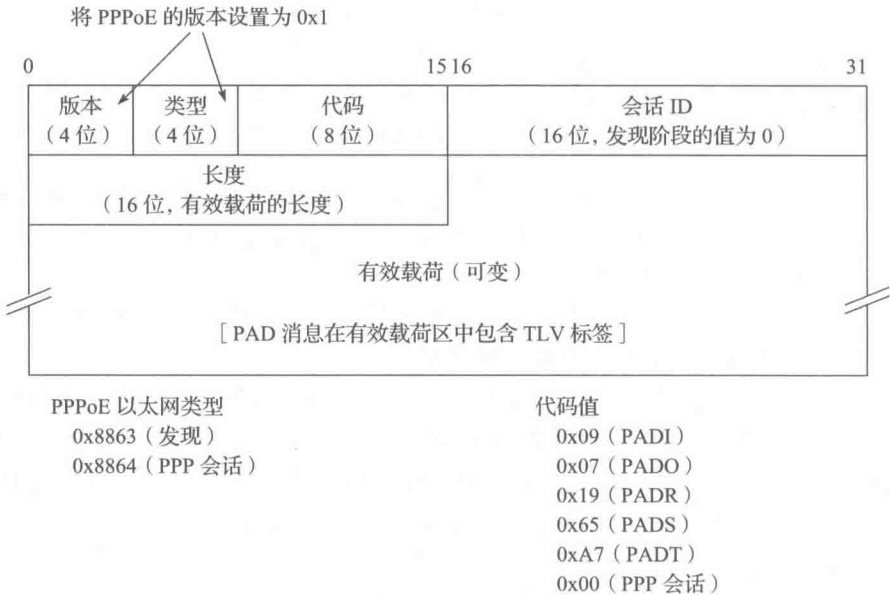 将 PPPoE 的版本设置为 0x1
0 15 16 31
版本 类型 代码 会话 ID
（4 位） （4 位） （8 位） （16 位, 发现阶段的值为 0）
长度
（16 位, 有效载荷的长度）
有效载荷（可变）
[ PAD 消息在有效载荷区中包含 TLV 标签 ]
PPPoE 以太网类型
0x8863（发现）
0x8864（PPP 会话）
代码值
0x09（PADI）
0x07（PADO）
0x19（PADR）
0x65（PADS）
0xA7（PADT）
0x00（PPP 会话）